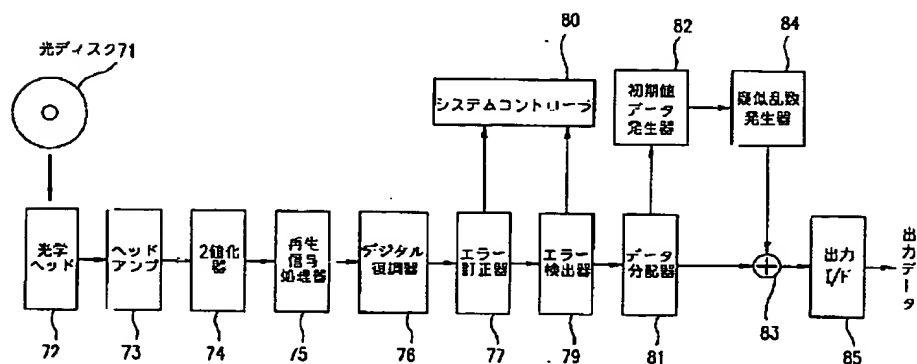 80
82
84
光ディスク71
システムコントローラ
初期値
データ
発生器
疑似乱数
発生器
光学
ヘッド
ヘッド
アンプ
2値化
器
再生
信号
処理器
デジタル
復調器
エラー
訂正器
エラー
検出器
データ
分配器
出力
I/F
出力データ
72
73
74
75
76
77
79
81
83
85